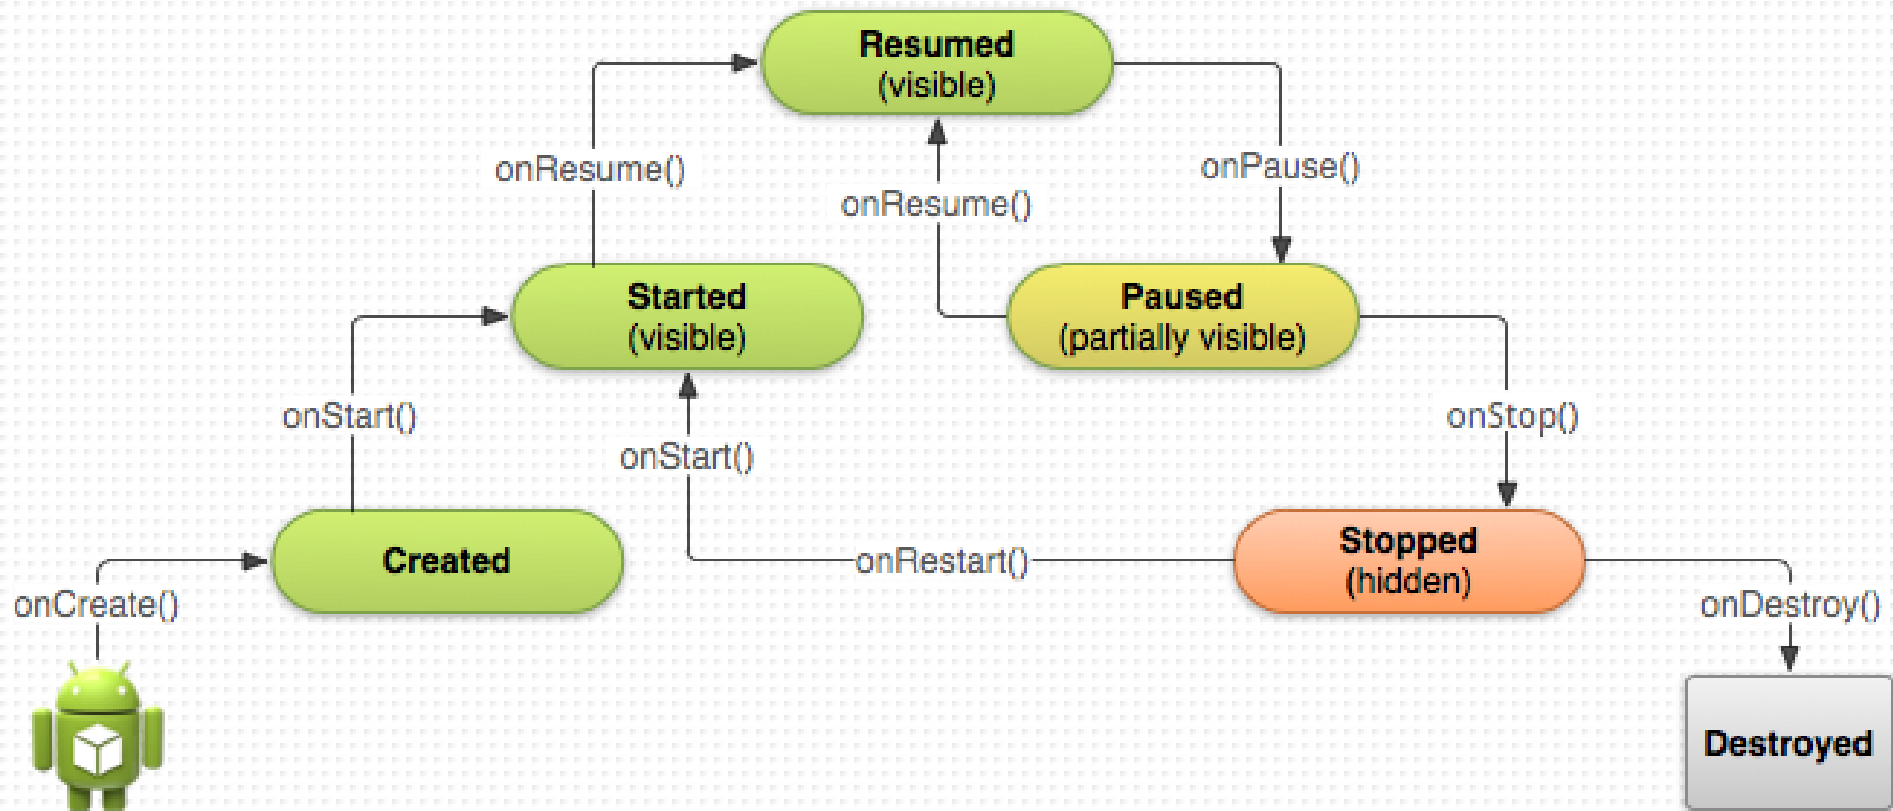 Resumed
(visible)
onResume()
onPause()
onResume()
Started
(visible)
Paused
(partially visible)
onStart()
onStop()
onStart()
Created
onRestart()
Stopped
(hidden)
onCreate()
onDestroy()
Destroyed